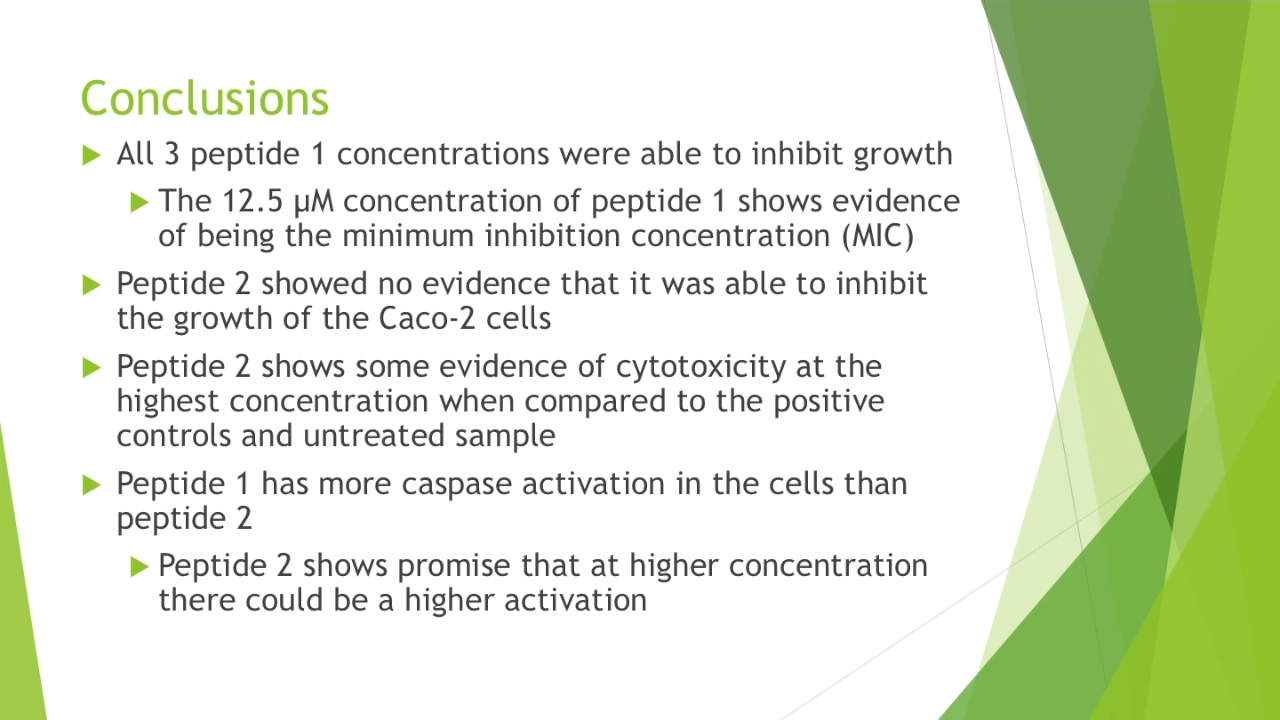 Conclusions
All 3 peptide 1 concentrations were able to inhibit growth
The 12.5 µM concentration of peptide 1 shows evidence
of being the minimum inhibition concentration (MIC)
Peptide 2 showed no evidence that it was able to inhibit
the growth of the Caco-2 cells
Peptide 2 shows some evidence of cytotoxicity at the
highest concentration when compared to the positive
controls and untreated sample
Peptide 1 has more caspase activation in the cells than
peptide 2
Peptide 2 shows promise that at higher concentration
there could be a higher activation